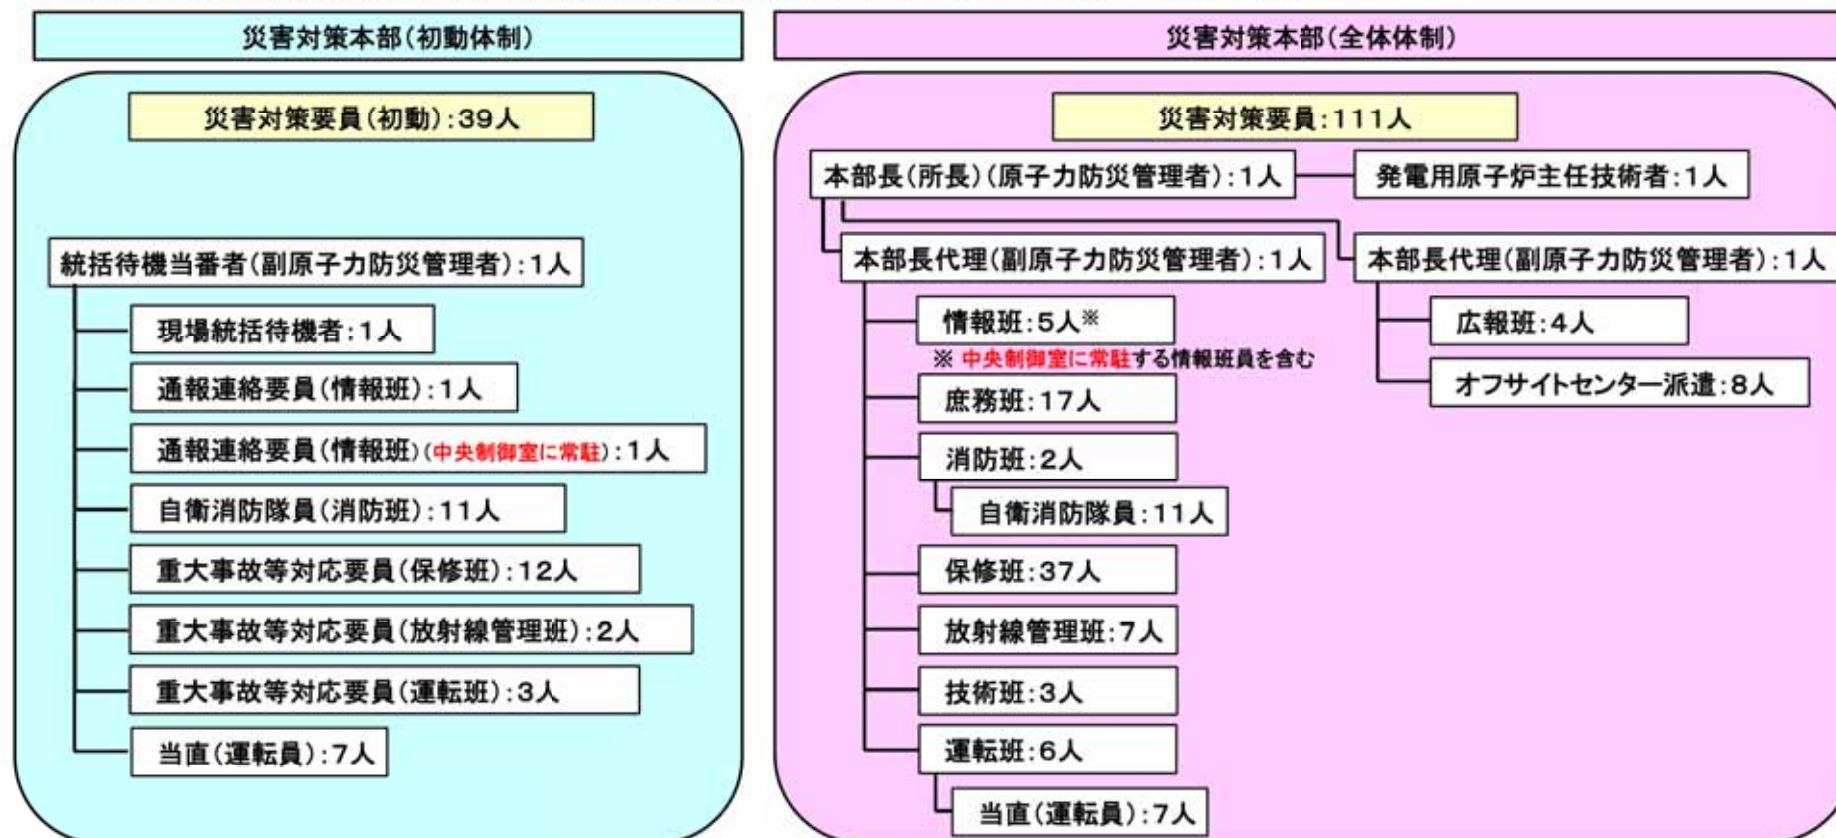 災害対策本部(初動体制)
災害対策要員(初動):39人
統括待機当番者(副原子力防災管理者):1人
現場統括待機者:1人
通報連絡要員(情報班):1人
通報連絡要員(情報班)(中央制御室に常駐):1人
自衛消防隊員(消防班):11人
重大事故等対応要員(保修班):12人
重大事故等対応要員(放射線管理班):2人
重大事故等対応要員(運転班):3人
当直(運転員):7人
災害対策本部(全体体制)
災害対策要員:111人
本部長(所長)(原子力防災管理者):1人
発電用原子炉主任技術者:1人
本部長代理(副原子力防災管理者):1人
情報班:5人※
※ 中央制御室に常駐する情報班員を含む
庶務班:17人
消防班:2人
自衛消防隊員:11人
保修班:37人
放射線管理班:7人
技術班:3人
運転班:6人
当直(運転員):7人
本部長代理(副原子力防災管理者):1人
広報班:4人
オフサイトセンター派遣:8人